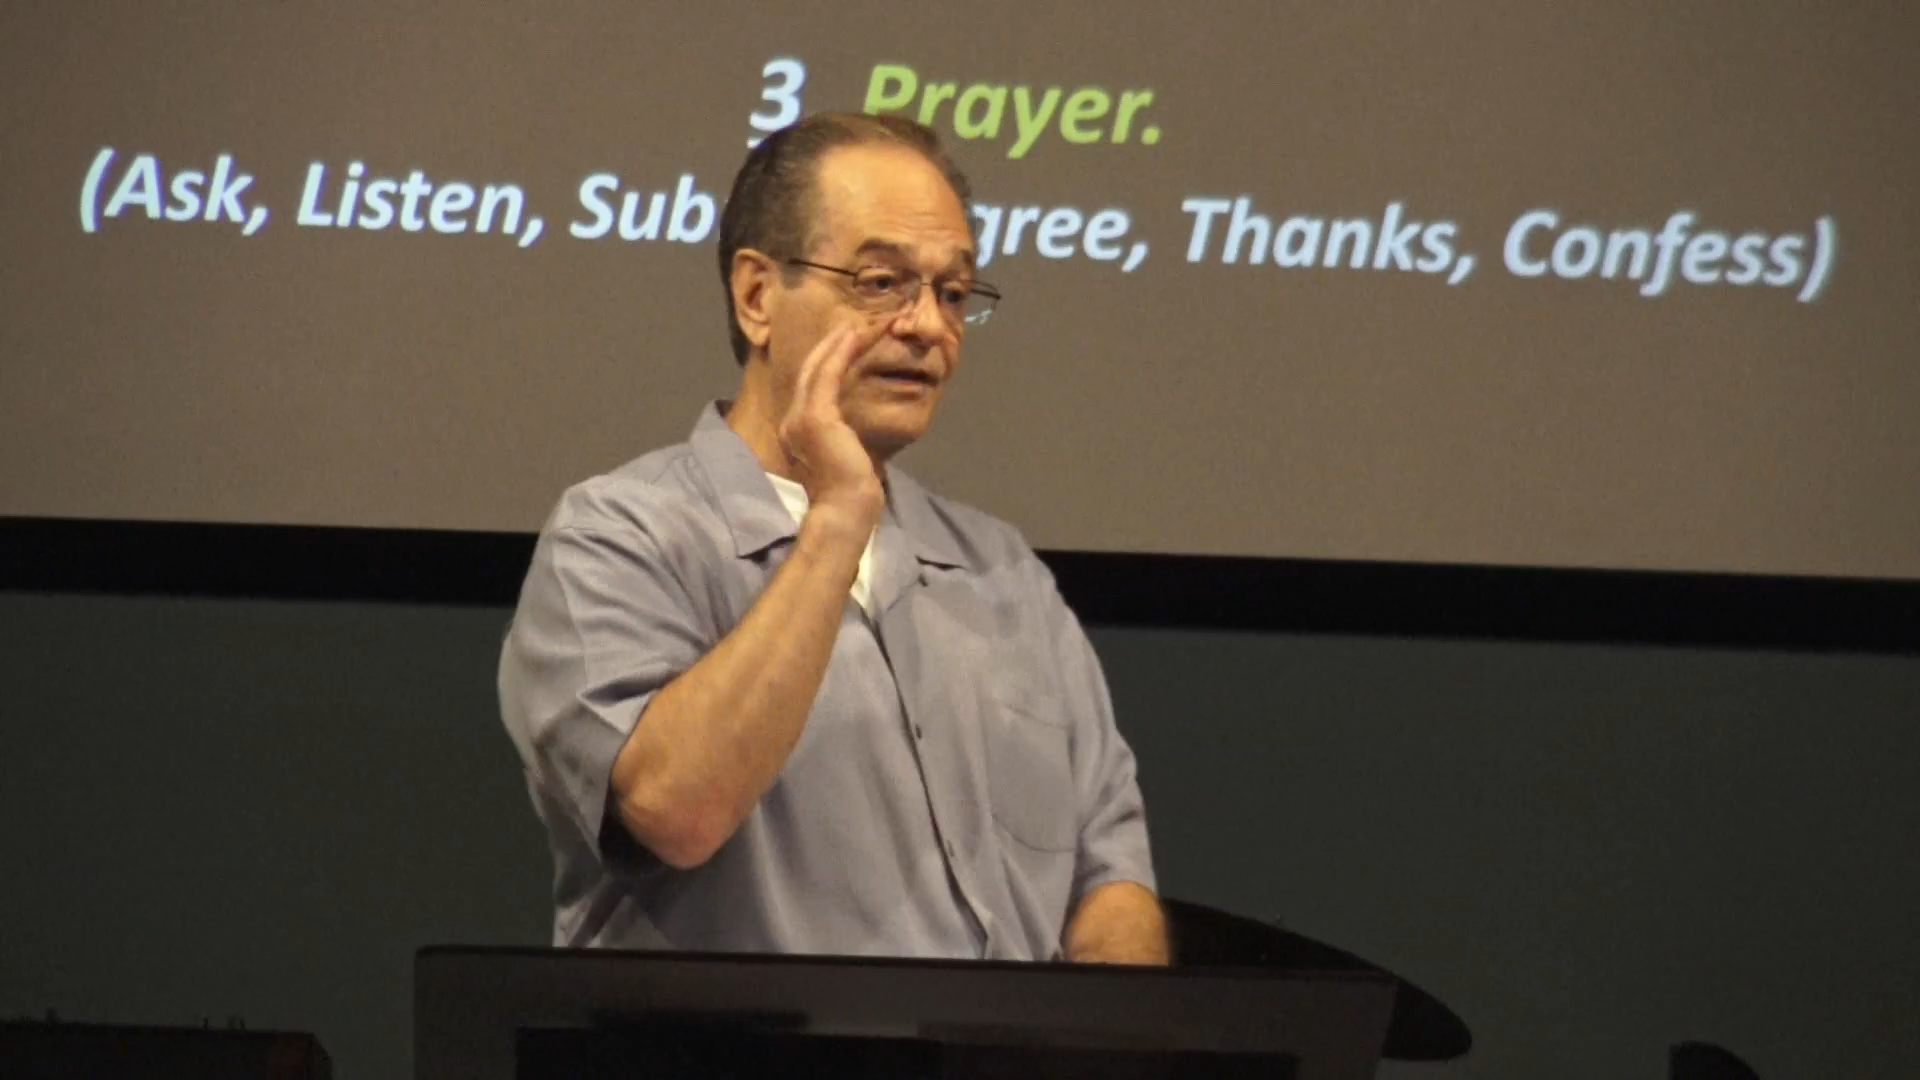 3. Prayer.
(Ask, Listen, Thanks, Confess)